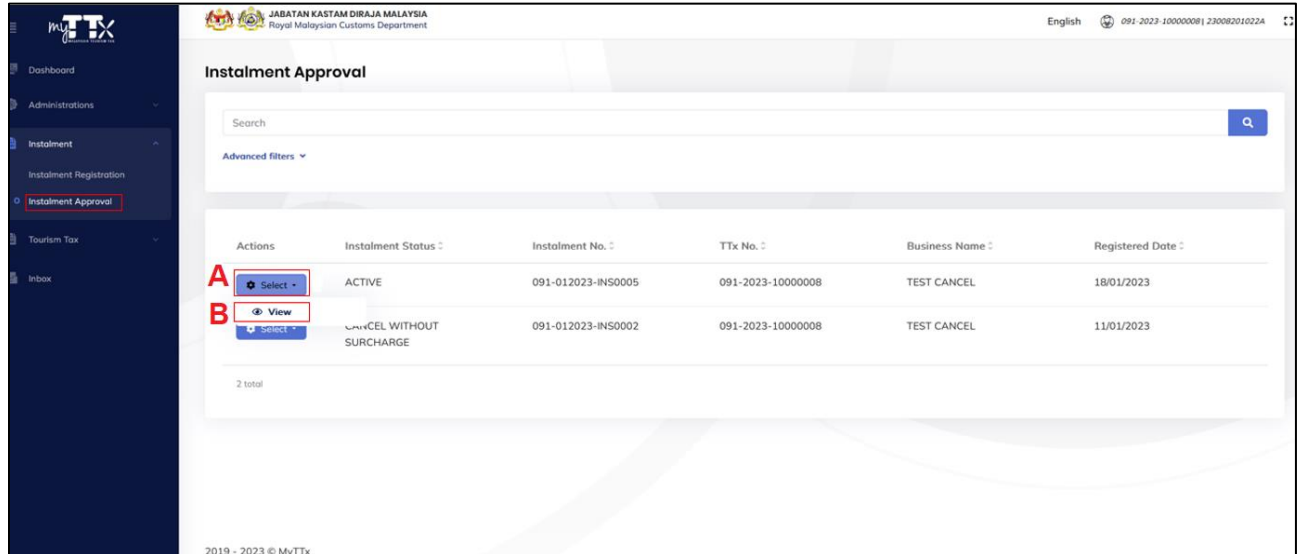 myTTX
MALAYSIA TOURISM TAX
JABATAN KASTAM DIRAJA MALAYSIA
Royal Malaysian Customs Department
English
091-2023-10000008| 23008201022A
Dashboard
Administrations
Instalment
Instalment Registration
Instalment Approval
Tourism Tax
Inbox
Instalment Approval
Search
Advanced filters
Actions Instalment Status Instalment No. TTx No. Business Name Registered Date
A Select ACTIVE 091-012023-INS0005 091-2023-10000008 TEST CANCEL 18/01/2023
B View
Select CANCEL WITHOUT 091-012023-INS0002 091-2023-10000008 TEST CANCEL 11/01/2023
SURCHARGE
2 total
2019 - 2023 © MyTTx